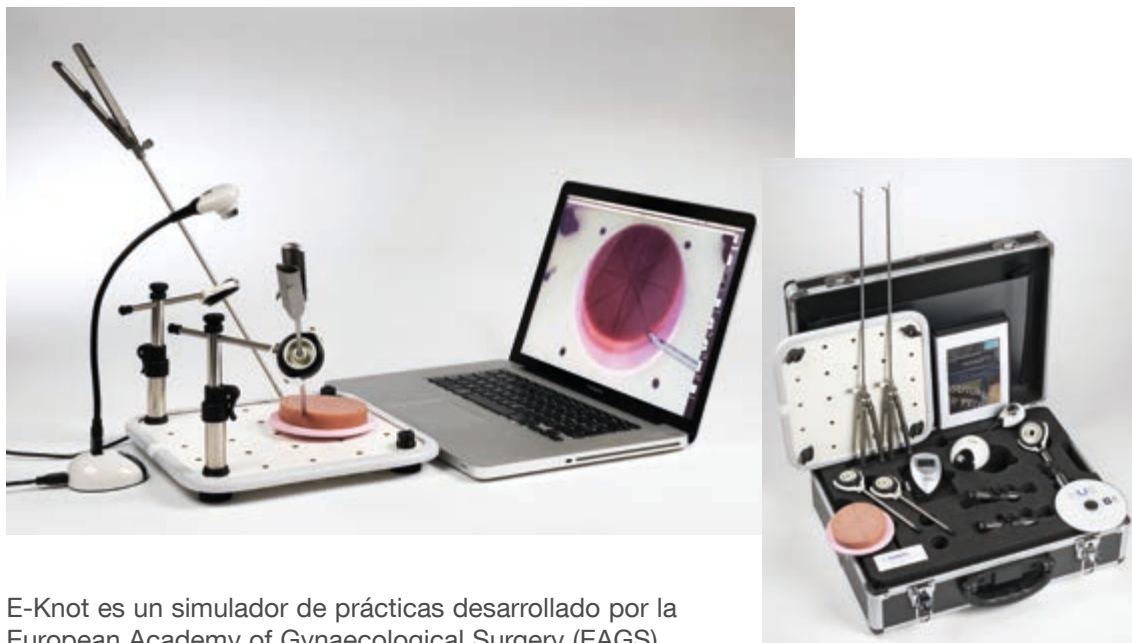 E-Knot es un simulador de prácticas desarrollado por la
European Academy of Gynaecological Surgery (EAGS)